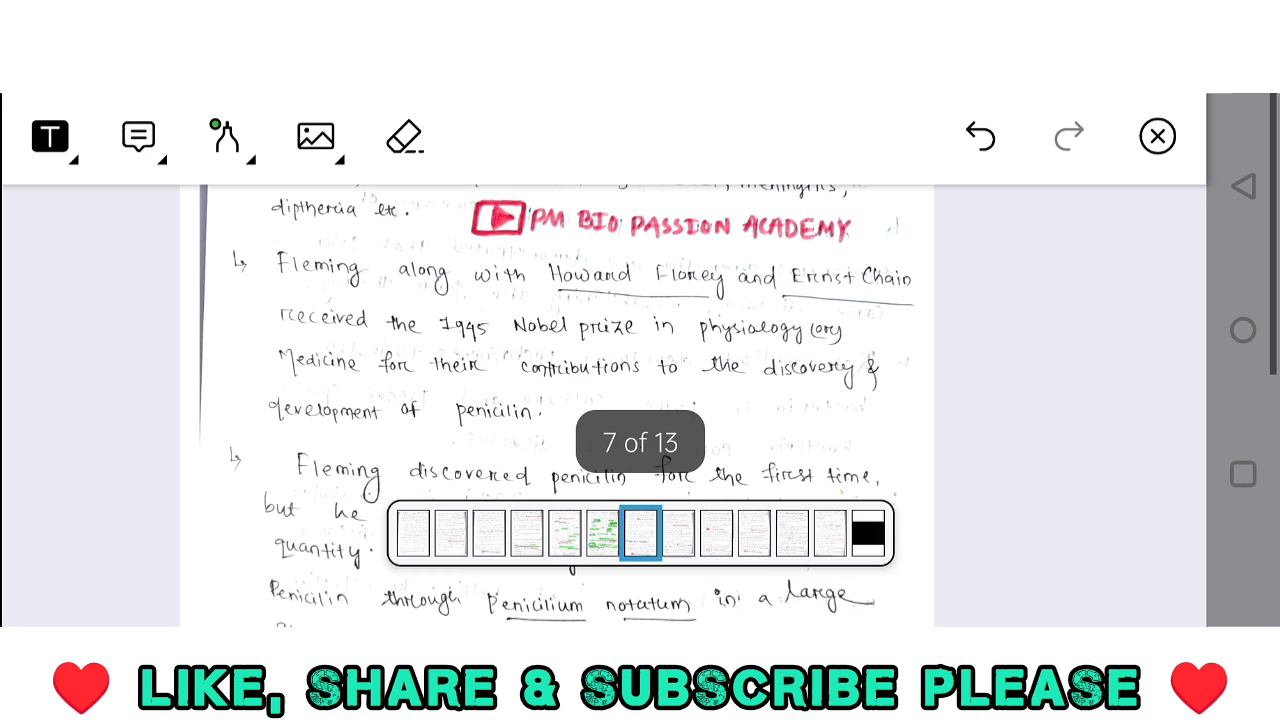 T
meningitis,
diptheria etc.
PM BIO PASSION ACADEMY
↳ Fleming along with Howard Florey and Ernst Chain
received the 1945 Nobel prize in physialogy (or)
Medicine for their contributions to the discovery &
development of penicilin.
7 of 13
↳ Fleming discovered penicilin for the first time,
but he
quantity.
Penicilin through Penicilium notatum in a large
LIKE, SHARE & SUBSCRIBE PLEASE